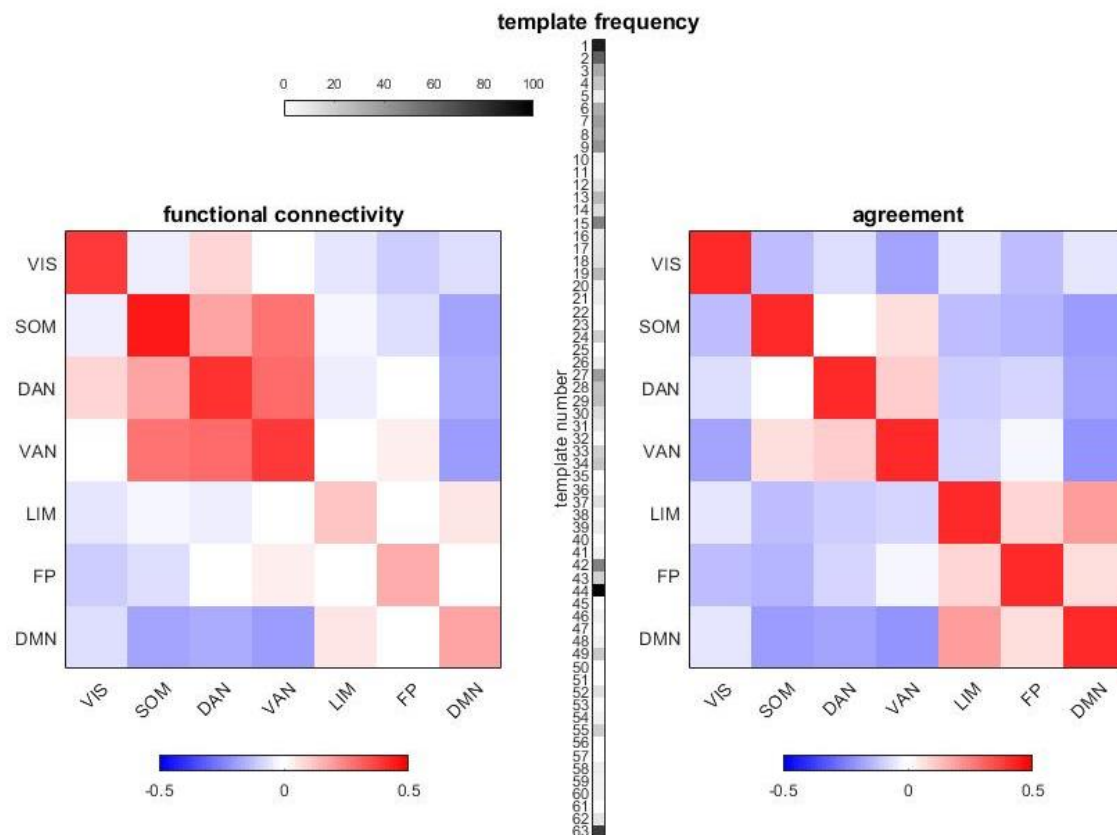 template frequency
0 20 40 60 80 100
template number
1
2
3
4
5
6
7
8
9
10
11
12
13
14
15
16
17
18
19
20
21
22
23
24
25
26
27
28
29
30
31
32
33
34
35
36
37
38
39
40
41
42
43
44
45
46
47
48
49
50
51
52
53
54
55
56
57
58
59
60
61
62
63
functional connectivity
VIS
SOM
DAN
VAN
LIM
FP
DMN
VIS SOM DAN VAN LIM FP DMN
-0.5 0 0.5
agreement
VIS
SOM
DAN
VAN
LIM
FP
DMN
VIS SOM DAN VAN LIM FP DMN
-0.5 0 0.5